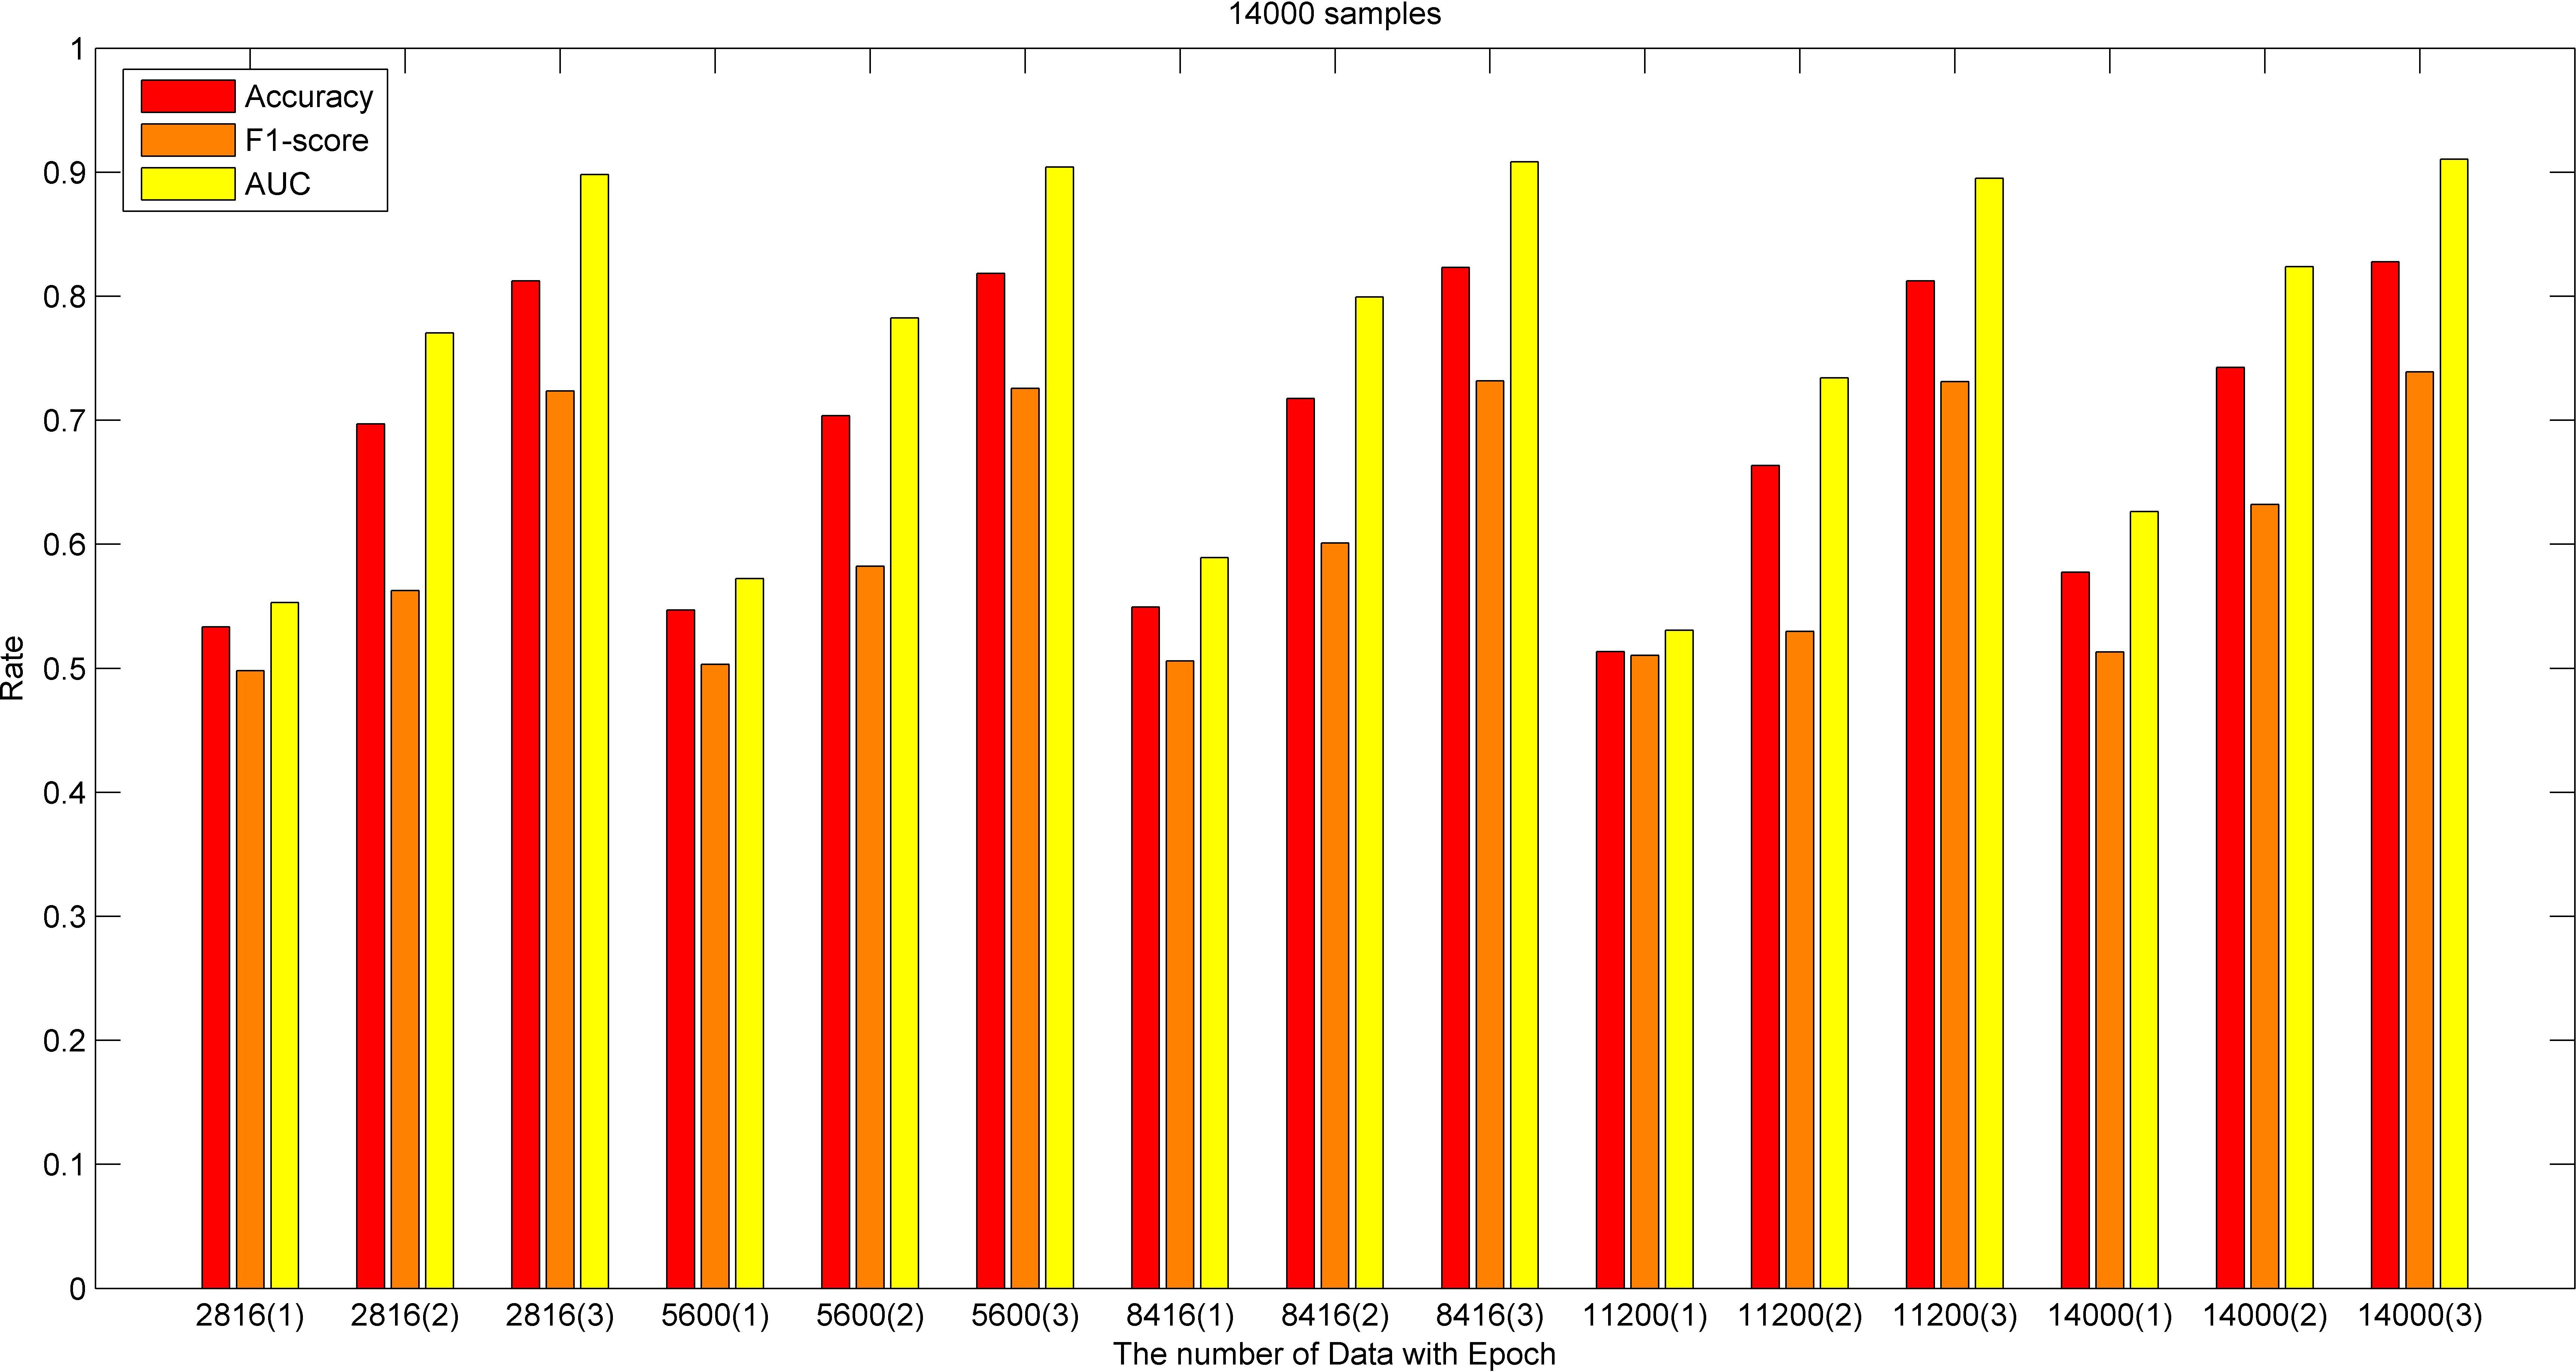 14000 samples
1
0.9
0.8
0.7
0.6
0.5
0.4
0.3
0.2
0.1
0
Rate
Accuracy
F1-score
AUC
2816(1) 2816(2) 2816(3) 5600(1) 5600(2) 5600(3) 8416(1) 8416(2) 8416(3) 11200(1) 11200(2) 11200(3) 14000(1) 14000(2) 14000(3)
The number of Data with Epoch